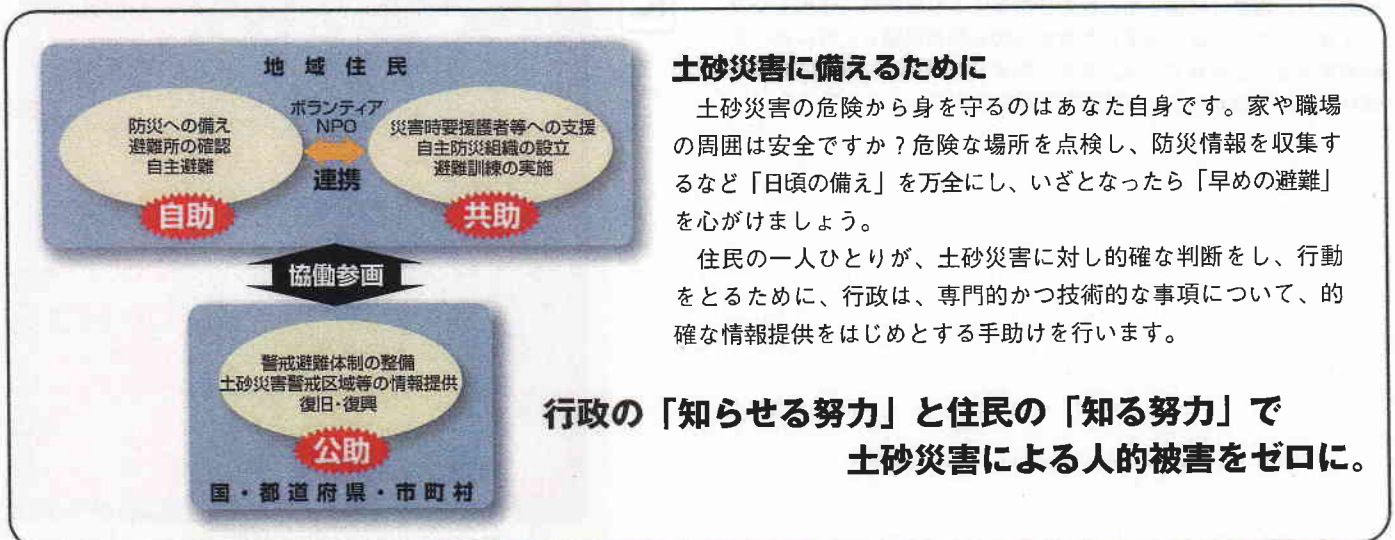 地域住民
ボランティア
NPO
防災への備え
避難所の確認
自主避難
連携
災害時要援護者等への支援
自主防災組織の設立
避難訓練の実施
自助
共助
協働参画
警戒避難体制の整備
土砂災害警戒区域等の情報提供
復旧・復興
公助
国・都道府県・市町村
土砂災害に備えるために
土砂災害の危険から身を守るのはあなた自身です。家や職場
の周囲は安全ですか?危険な場所を点検し、防災情報を収集す
るなど「日頃の備え」を万全にし、いざとなったら「早めの避難」
を心がけましょう。
住民の一人ひとりが、土砂災害に対し的確な判断をし、行動
をとるために、行政は、専門的かつ技術的な事項について、的
確な情報提供をはじめとする手助けを行います。
行政の「知らせる努力」と住民の「知る努力」で
土砂災害による人的被害をゼロに。